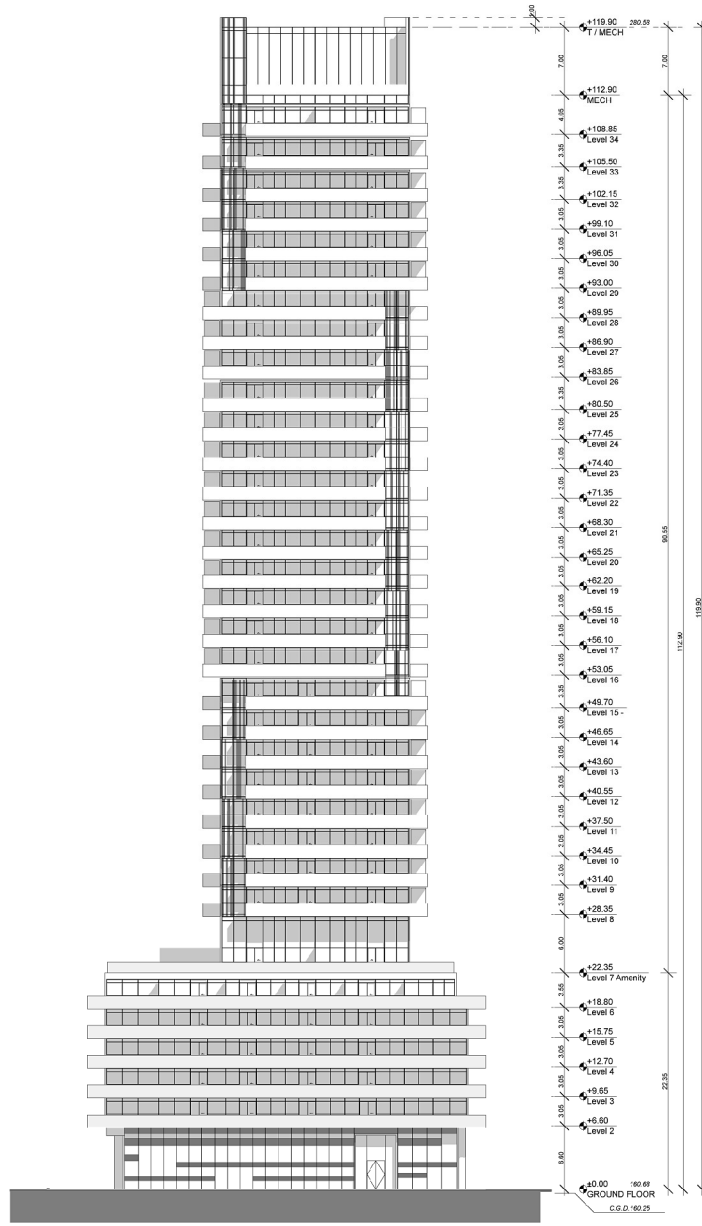 2.00
+119.90 280.58
T / MECH
7.00 7.00
+112.90
MECH
4.05
+108.85
Level 34
3.35
+105.50
Level 33
3.35
+102.15
Level 32
3.05
+99.10
Level 31
3.05
+96.05
Level 30
3.05
+93.00
Level 29
3.05
+89.95
Level 28
3.05
+86.90
Level 27
3.05
+83.85
Level 26
3.35
+80.50
Level 25
3.05
+77.45
Level 24
3.05
+74.40
Level 23
3.05
+71.35
Level 22
3.05
+68.30
Level 21
90.55
3.05
+65.25
Level 20
3.05
+62.20
Level 19
119.90
3.05
+59.15
Level 18
112.90
3.05
+56.10
Level 17
3.05
+53.05
Level 16
3.35
+49.70
Level 15 -
3.05
+46.65
Level 14
3.05
+43.60
Level 13
3.05
+40.55
Level 12
3.05
+37.50
Level 11
3.05
+34.45
Level 10
3.05
+31.40
Level 9
3.05
+28.35
Level 8
6.00
+22.35
Level 7 Amenity
3.55
+18.80
Level 6
3.05
+15.75
Level 5
3.05
+12.70
Level 4
22.35
3.05
+9.65
Level 3
3.05
+6.60
Level 2
6.60
±0.00 160.68
GROUND FLOOR
C.G.D. 160.25